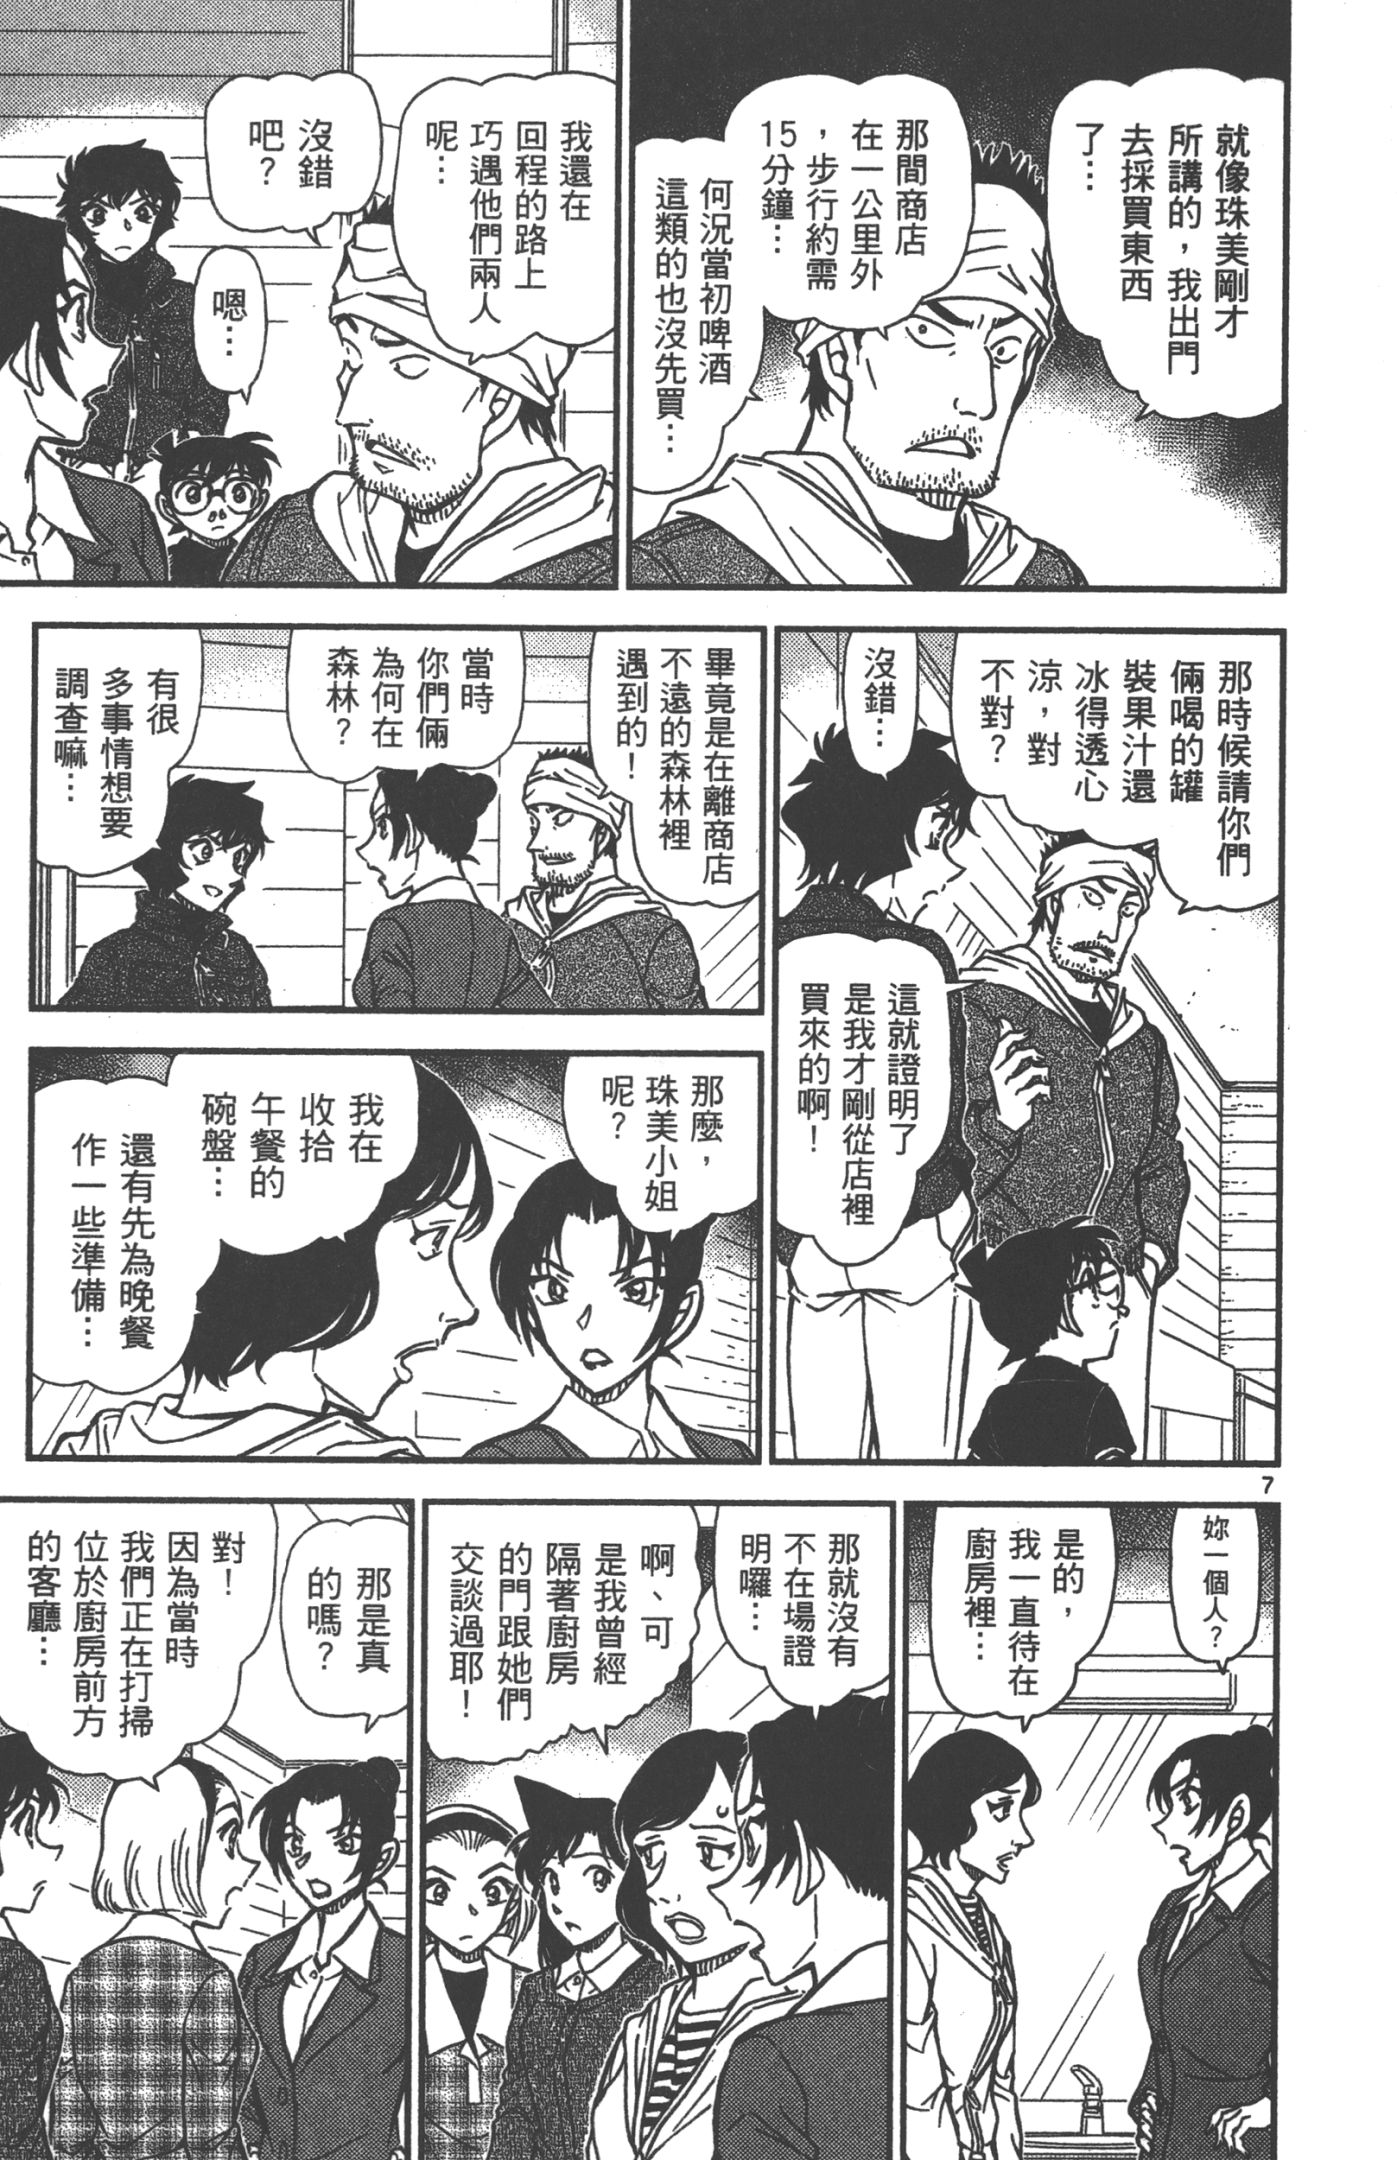 就像珠美剛才
所講的，我出門
去採買東西
了…
那間商店
在一公里外
，步行約需
15分鐘…
何況當初啤酒
這類的也沒先買…
我還在
回程的路上
巧遇他們兩人
呢…
沒錯
吧？
嗯…
那時候請你們
倆喝的罐
裝果汁還
冰得透心
涼，對
不對？
沒錯…
這就證明了
是我才剛從店裡
買來的啊！
畢竟是在離商店
不遠的森林裡
遇到的！
當時
你們倆
為何在
森林？
有很
多事情想要
調查嘛…
那麼，
珠美小姐
呢？
我在
收拾
午餐的
碗盤…
還有先為晚餐
作一些準備…
7
妳一個人？
是的，
我一直待在
廚房裡…
那就沒有
不在場證
明囉…
啊、可
是我曾經
隔著廚房
的門跟她們
交談過耶！
那是真
的嗎？
對！
因為當時
我們正在打掃
位於廚房前方
的客廳…